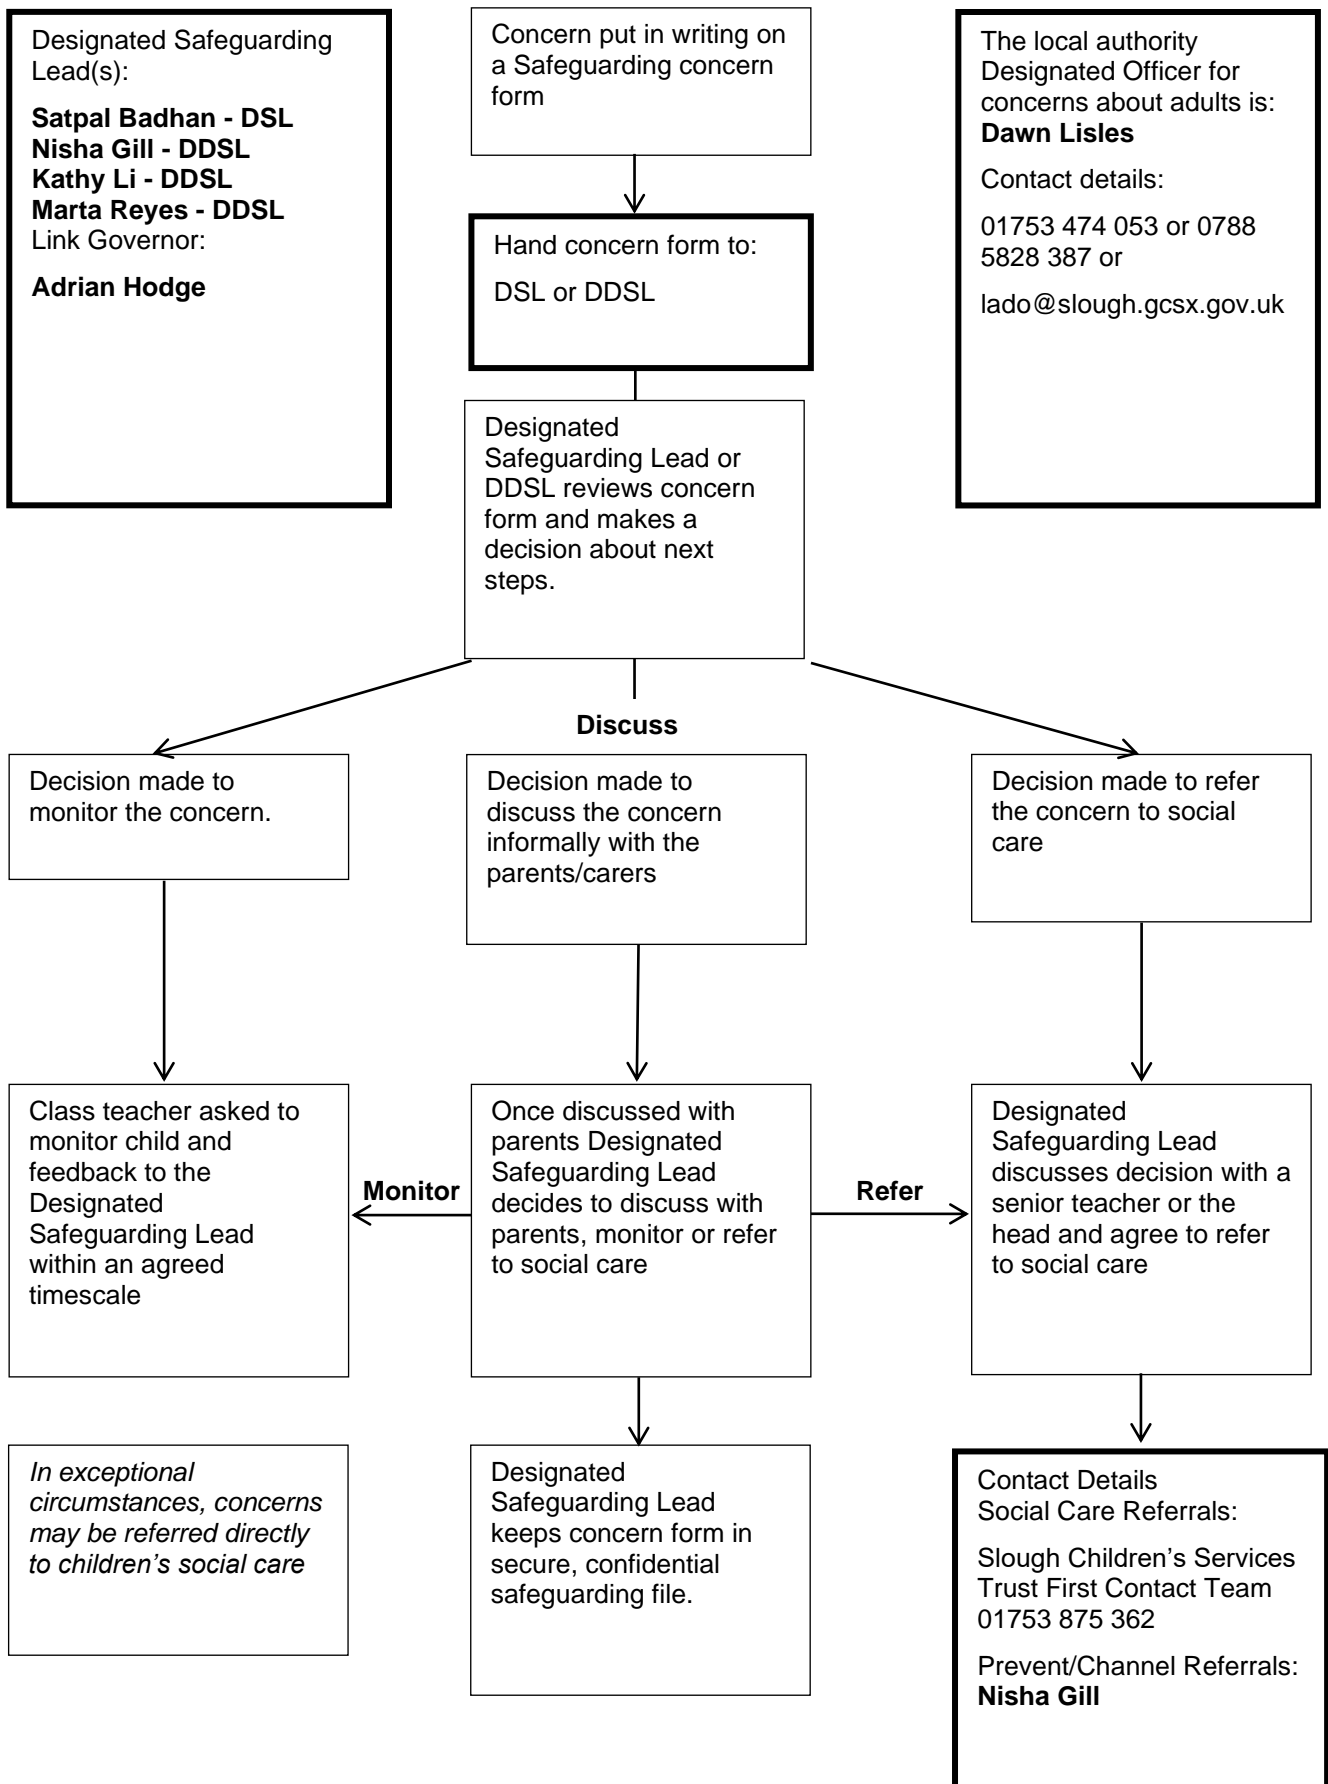 Designated Safeguarding
Lead(s):
Satpal Badhan - DSL
Nisha Gill - DDSL
Kathy Li - DDSL
Marta Reyes - DDSL
Link Governor:
Adrian Hodge
Concern put in writing on
a Safeguarding concern
form
The local authority
Designated Officer for
concerns about adults is:
Dawn Lisles
Contact details:
01753 474 053 or 0788
5828 387 or
lado@slough.gcsx.gov.uk
Hand concern form to:
DSL or DDSL
Designated
Safeguarding Lead or
DDSL reviews concern
form and makes a
decision about next
steps.
Discuss
Decision made to
monitor the concern.
Decision made to
discuss the concern
informally with the
parents/carers
Decision made to refer
the concern to social
care
Class teacher asked to
monitor child and
feedback to the
Designated
Safeguarding Lead
within an agreed
timescale
Monitor
Once discussed with
parents Designated
Safeguarding Lead
decides to discuss with
parents, monitor or refer
to social care
Refer
Designated
Safeguarding Lead
discusses decision with a
senior teacher or the
head and agree to refer
to social care
In exceptional
circumstances, concerns
may be referred directly
to children’s social care
Designated
Safeguarding Lead
keeps concern form in
secure, confidential
safeguarding file.
Contact Details
Social Care Referrals:
Slough Children’s Services
Trust First Contact Team
01753 875 362
Prevent/Channel Referrals:
Nisha Gill